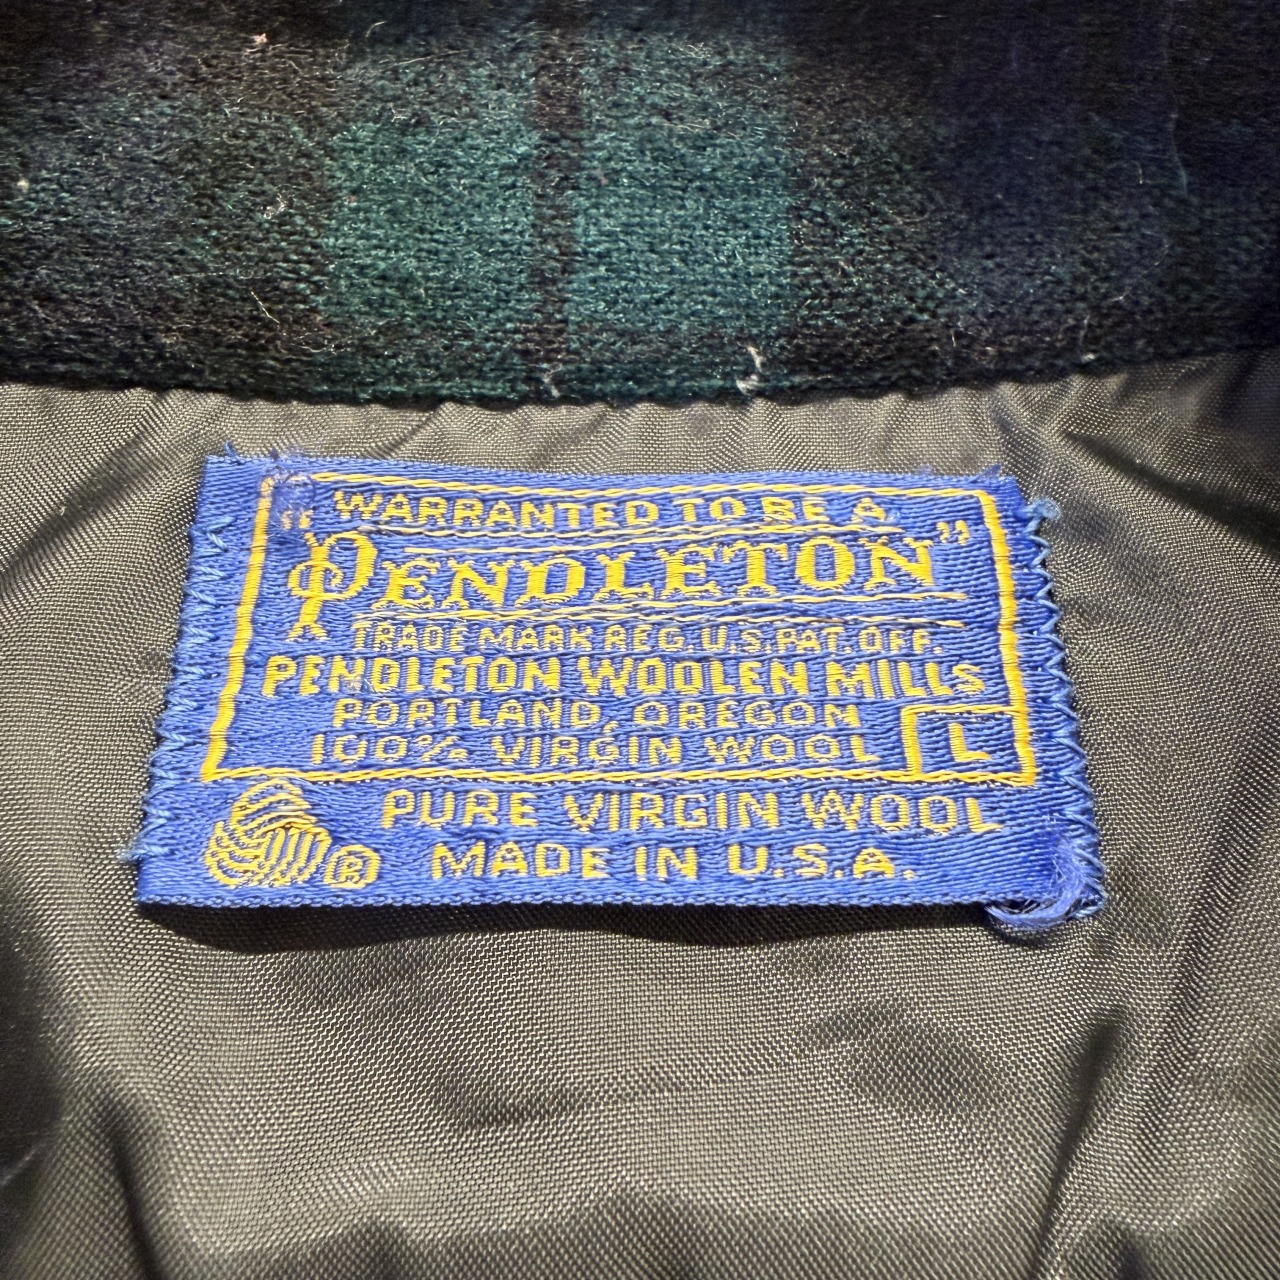 "WARRANTED TO BE A
PENDLETON"
TRADE MARK REG. U.S. PAT. OFF.
PENDLETON WOOLEN MILLS
PORTLAND, OREGON
100% VIRGIN WOOL L
PURE VIRGIN WOOL
® MADE IN U.S.A.